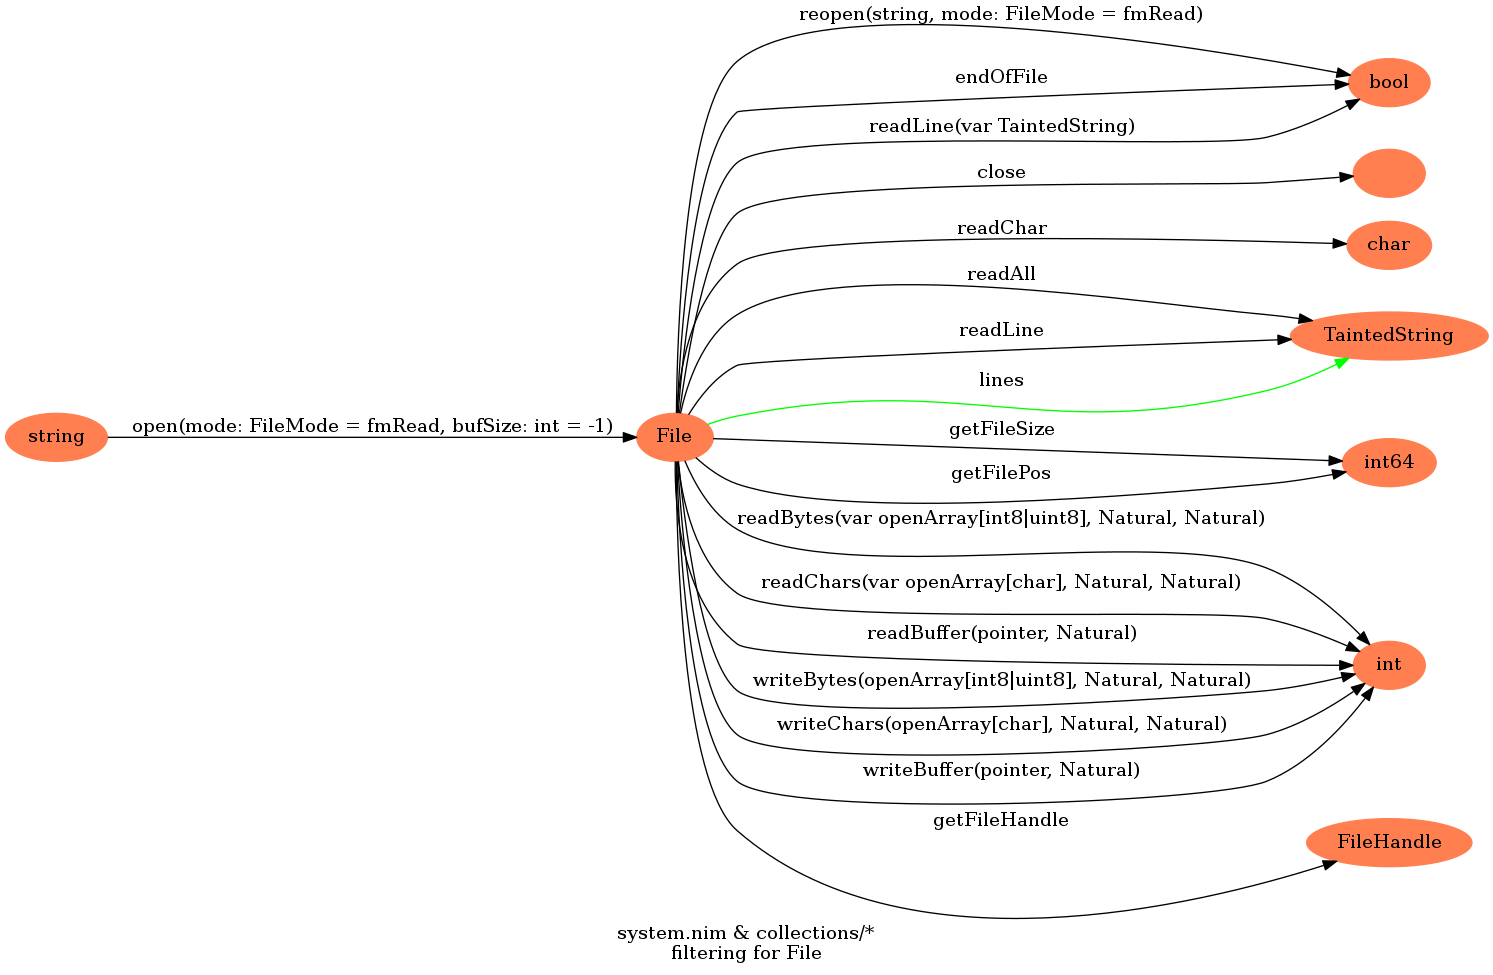 reopen(string, mode: FileMode = fmRead)
endOfFile
bool
readLine(var TaintedString)
close
readChar
char
readAll
readLine
TaintedString
lines
string
open(mode: FileMode = fmRead, bufSize: int = -1)
File
getFileSize
int64
getFilePos
readBytes(var openArray[int8|uint8], Natural, Natural)
readChars(var openArray[char], Natural, Natural)
readBuffer(pointer, Natural)
int
writeBytes(openArray[int8|uint8], Natural, Natural)
writeChars(openArray[char], Natural, Natural)
writeBuffer(pointer, Natural)
getFileHandle
FileHandle
system.nim & collections/*
filtering for File